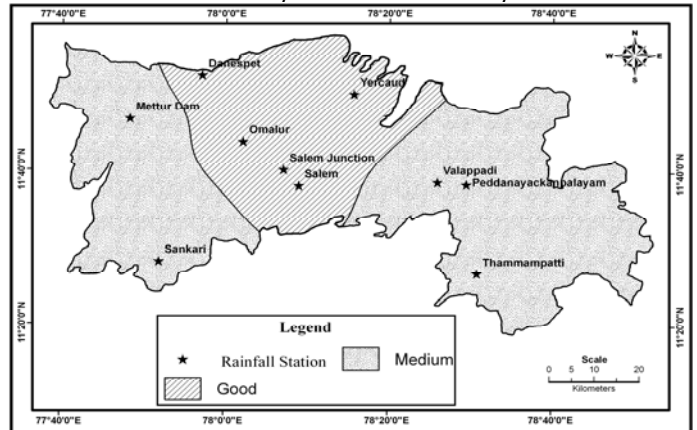 77°40'0"E 78°0'0"E 78°20'0"E 78°40'0"E
N
W E
S
Danespet
Yercaud
Mettur Dam
Omalur
Salem Junction
Salem
Valappadi
Peddanayackanpalayam
Sankari
Thammampatti
11°40'0"N 11°40'0"N
11°20'0"N 11°20'0"N
Legend
Rainfall Station
Medium
Good
Scale
0 5 10 20
Kilometers
77°40'0"E 78°0'0"E 78°20'0"E 78°40'0"E